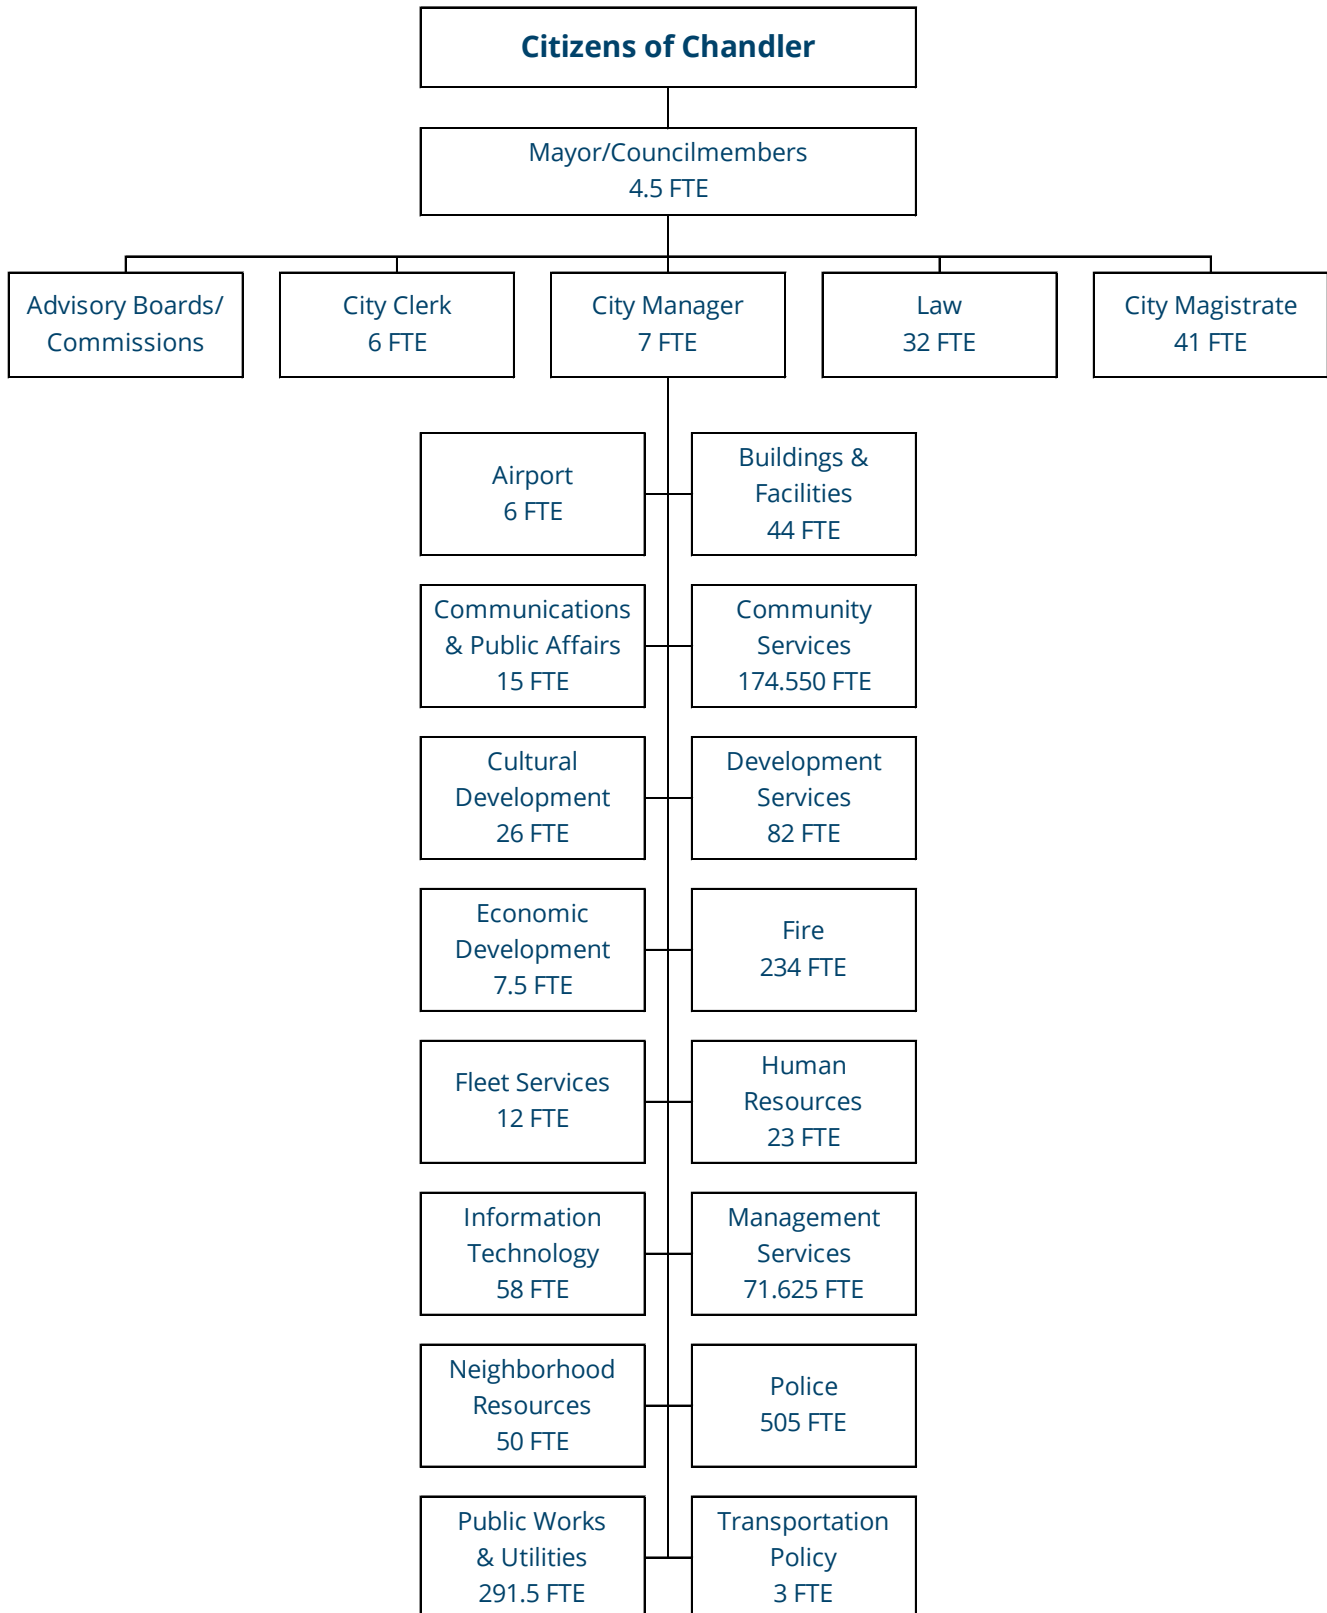 Citizens of Chandler
Mayor/Councilmembers
4.5 FTE
Advisory Boards/
Commissions
City Clerk
6 FTE
City Manager
7 FTE
Law
32 FTE
City Magistrate
41 FTE
Airport
6 FTE
Buildings &
Facilities
44 FTE
Communications
& Public Affairs
15 FTE
Community
Services
174.550 FTE
Cultural
Development
26 FTE
Development
Services
82 FTE
Economic
Development
7.5 FTE
Fire
234 FTE
Fleet Services
12 FTE
Human
Resources
23 FTE
Information
Technology
58 FTE
Management
Services
71.625 FTE
Neighborhood
Resources
50 FTE
Police
505 FTE
Public Works
& Utilities
291.5 FTE
Transportation
Policy
3 FTE